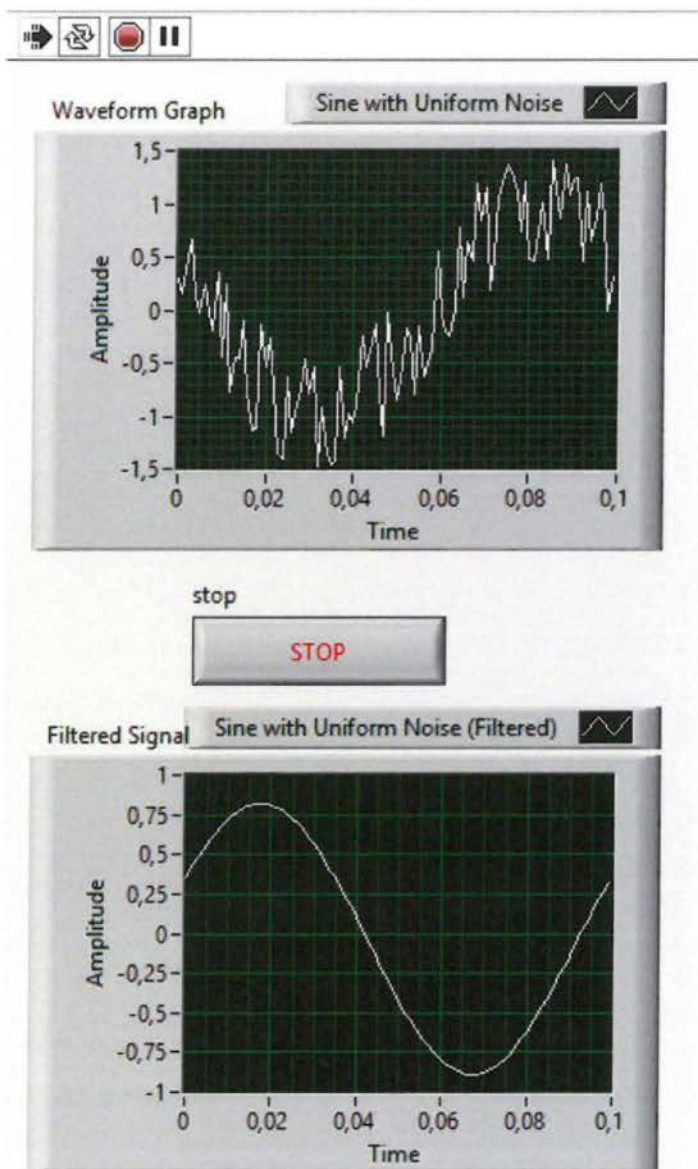 Waveform Graph
Sine with Uniform Noise
1,5
1
0,5
0
-0,5
-1
-1,5
Amplitude
0 0,02 0,04 0,06 0,08 0,1
Time
stop
STOP
Filtered Signal
Sine with Uniform Noise (Filtered)
1
0,75
0,5
0,25
0
-0,25
-0,5
-0,75
-1
Amplitude
0 0,02 0,04 0,06 0,08 0,1
Time